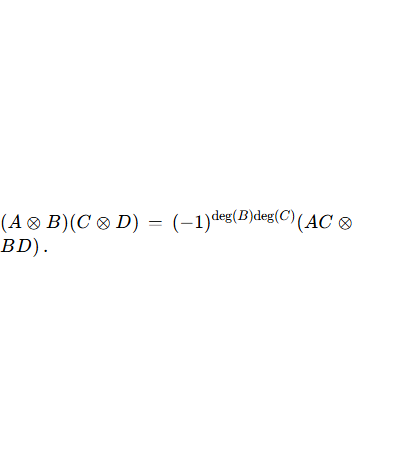 (A ⊗ B)(C ⊗ D) = (−1)^{deg(B)deg(C)}(AC ⊗
BD) .